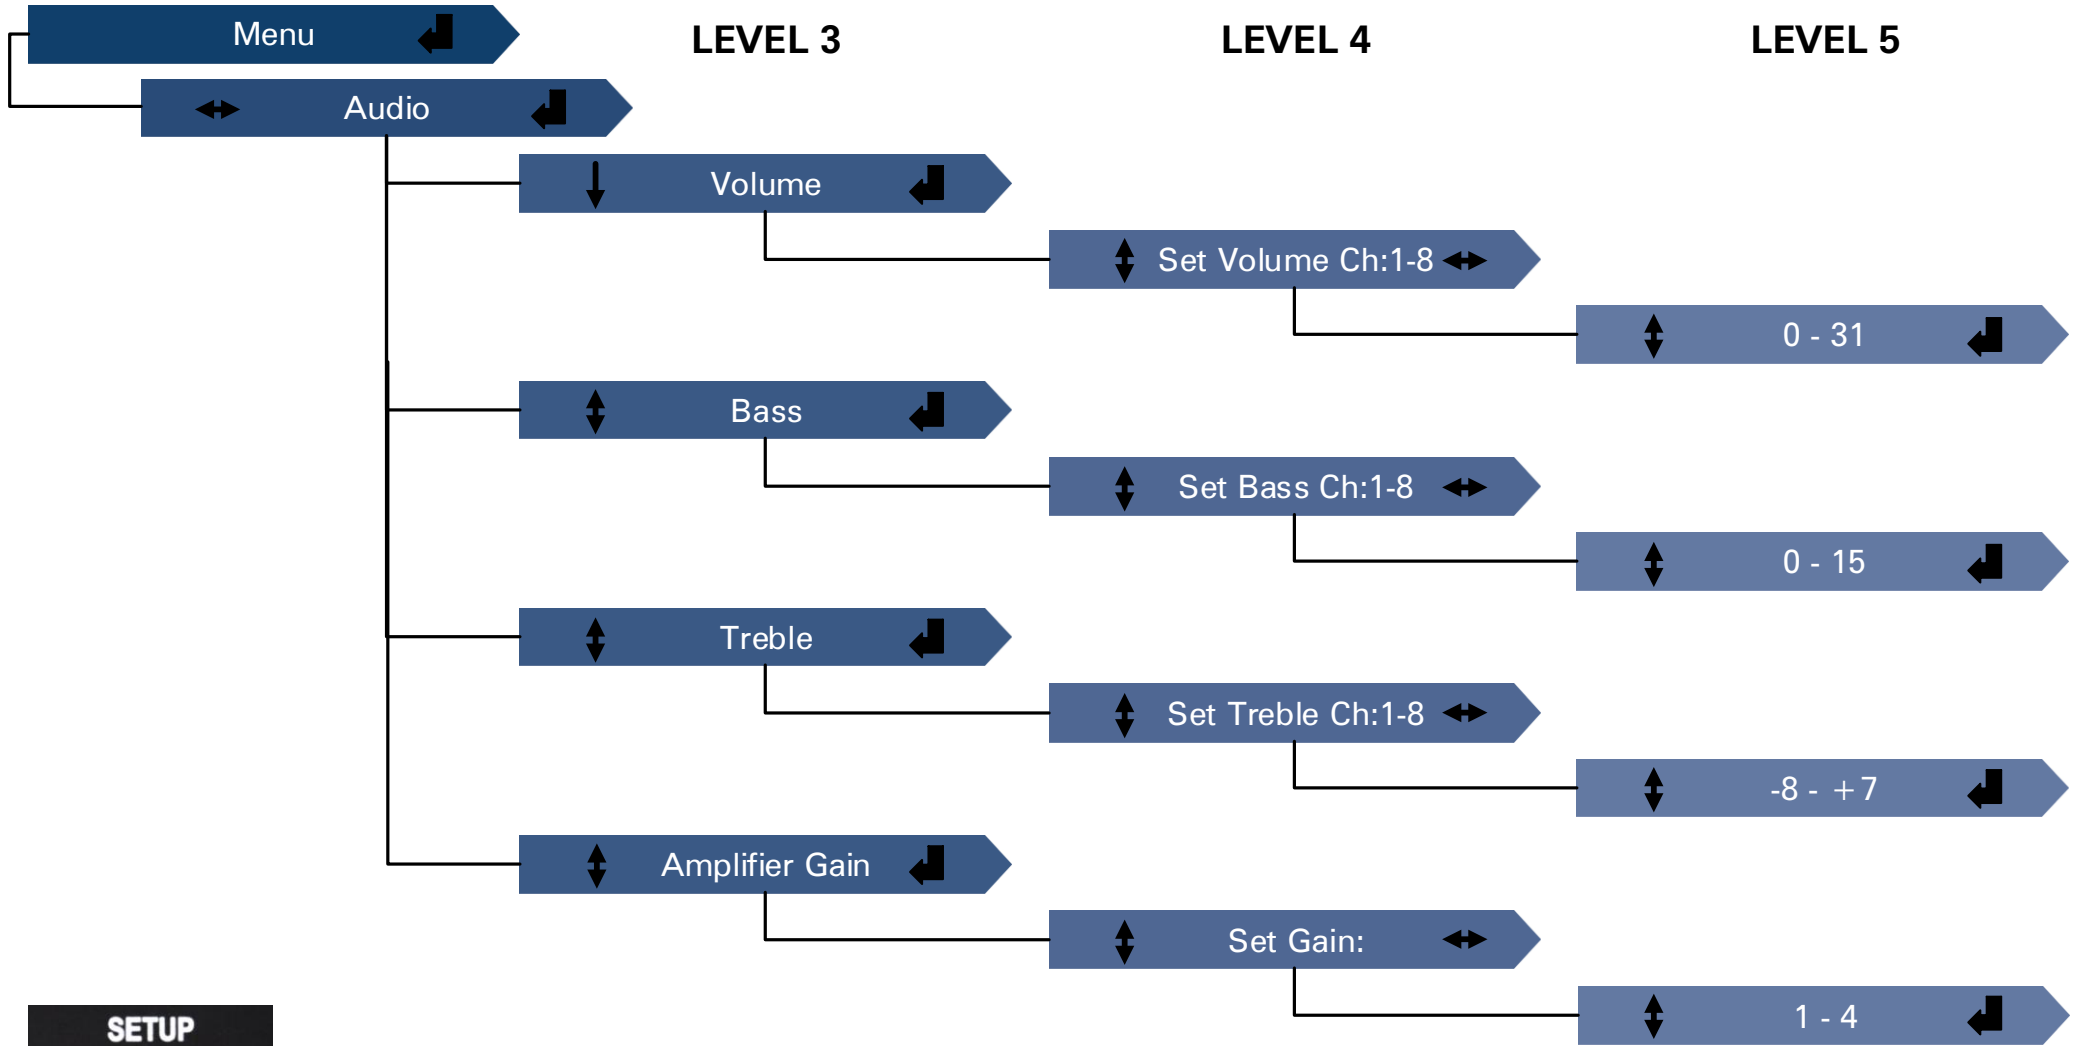 Menu
LEVEL 3
LEVEL 4
LEVEL 5
Audio
Volume
Set Volume Ch:1-8
0 - 31
Bass
Set Bass Ch:1-8
0 - 15
Treble
Set Treble Ch:1-8
-8 - +7
Amplifier Gain
Set Gain:
1 - 4
SETUP